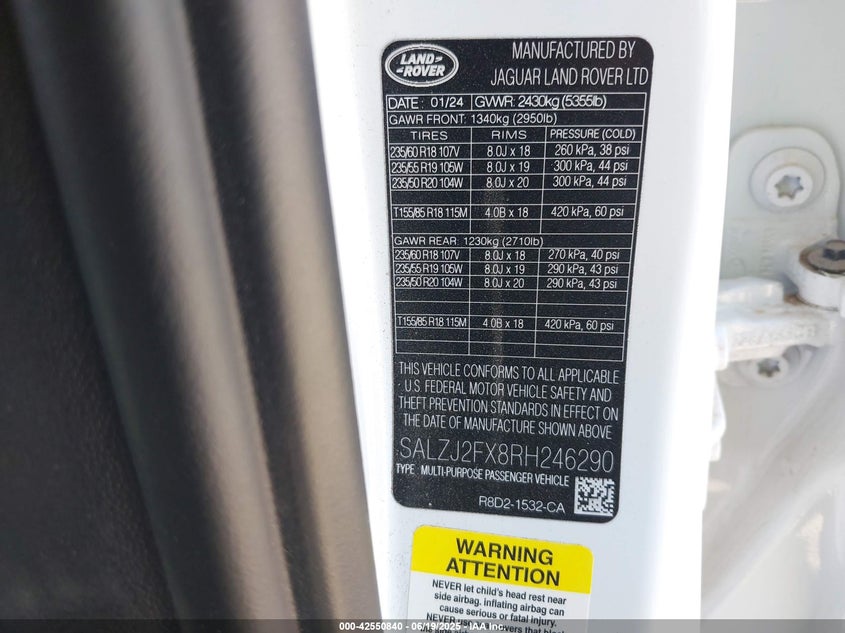 LAND
ROVER
MANUFACTURED BY
JAGUAR LAND ROVER LTD
DATE: 01/24 GVWR: 2430kg (5355lb)
GAWR FRONT: 1340kg (2950lb)
TIRES RIMS PRESSURE (COLD)
235/60 R18 107V 8.0J x 18 260 kPa, 38 psi
235/55 R19 105W 8.0J x 19 300 kPa, 44 psi
235/50 R20 104W 8.0J x 20 300 kPa, 44 psi
T155/85 R18 115M 4.0B x 18 420 kPa, 60 psi
GAWR REAR: 1230kg (2710lb)
235/60 R18 107V 8.0J x 18 270 kPa, 40 psi
235/55 R19 105W 8.0J x 19 290 kPa, 43 psi
235/50 R20 104W 8.0J x 20 290 kPa, 43 psi
T155/85 R18 115M 4.0B x 18 420 kPa, 60 psi
THIS VEHICLE CONFORMS TO ALL APPLICABLE
U.S. FEDERAL MOTOR VEHICLE SAFETY AND
THEFT PREVENTION STANDARDS IN EFFECT ON
THE DATE OF MANUFACTURE SHOWN ABOVE
SALZJ2FX8RH246290
TYPE: MULTI-PURPOSE PASSENGER VEHICLE
R8D2-1532-CA
WARNING
ATTENTION
NEVER let child's head rest near
side airbag. inflating airbag can
cause serious or fatal injury.
000-42550840 - 06/19/2025 - IAA Inc.